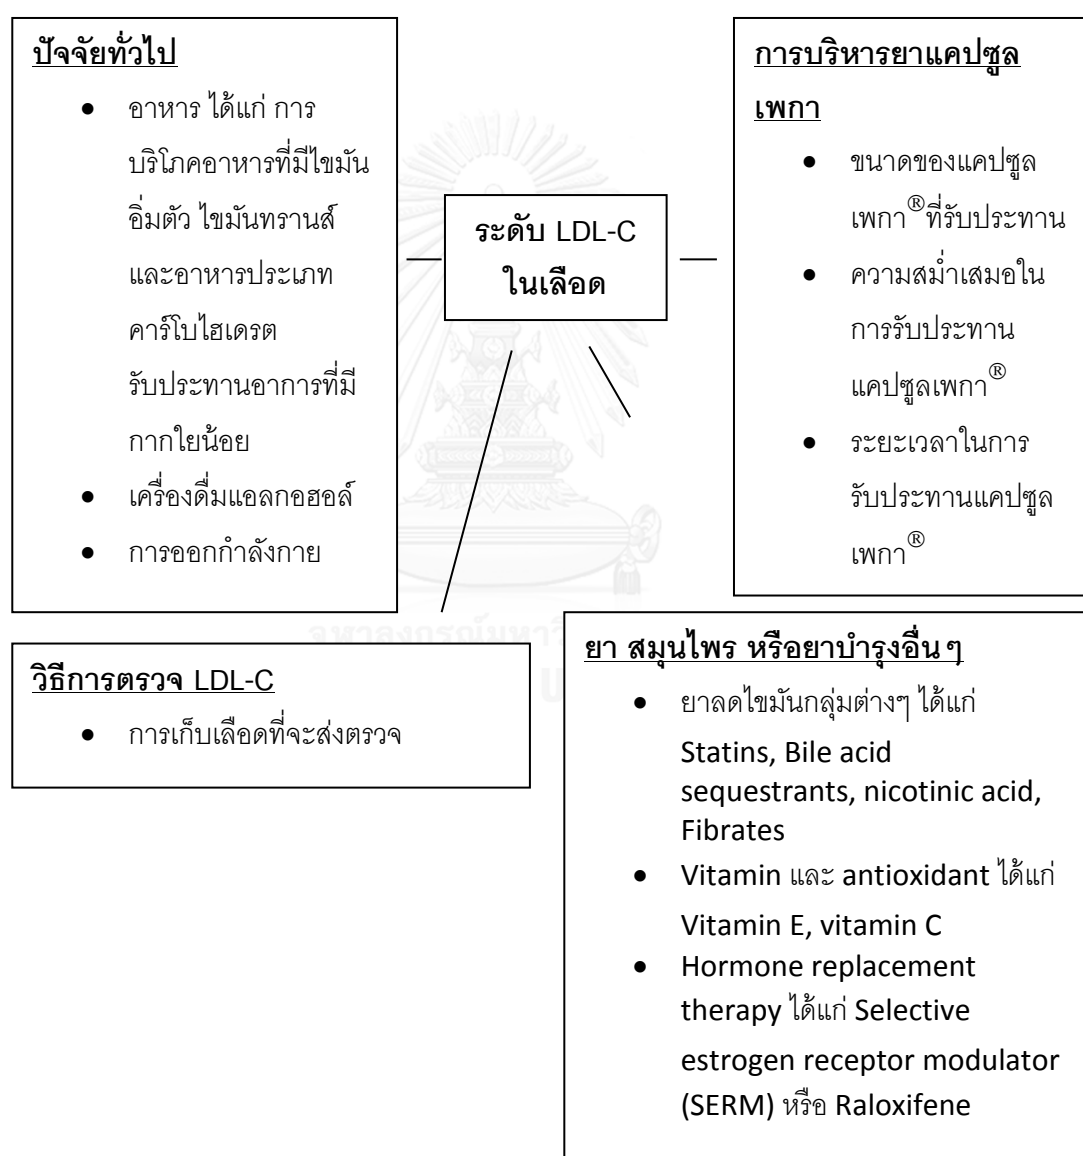 ปัจจัยทั่วไป
• อาหาร ได้แก่ การ
บริโภคอาหารที่มีไขมัน
อิ่มตัว ไขมันทรานส์
และอาหารประเภท
คาร์โบไฮเดรต
รับประทานอาการที่มี
กากใยน้อย
• เครื่องดื่มแอลกอฮอล์
• การออกกำลังกาย
ระดับ LDL-C
ในเลือด
การบริหารยาแคปซูล
เพกา
• ขนาดของแคปซูล
เพกา®ที่รับประทาน
• ความสม่ำเสมอใน
การรับประทาน
แคปซูลเพกา®
• ระยะเวลาในการ
รับประทานแคปซูล
เพกา®
วิธีการตรวจ LDL-C
• การเก็บเลือดที่จะส่งตรวจ
ยา สมุนไพร หรือยาบำรุงอื่นๆ
• ยาลดไขมันกลุ่มต่างๆ ได้แก่
Statins, Bile acid
sequestrants, nicotinic acid,
Fibrates
• Vitamin และ antioxidant ได้แก่
Vitamin E, vitamin C
• Hormone replacement
therapy ได้แก่ Selective
estrogen receptor modulator
(SERM) หรือ Raloxifene